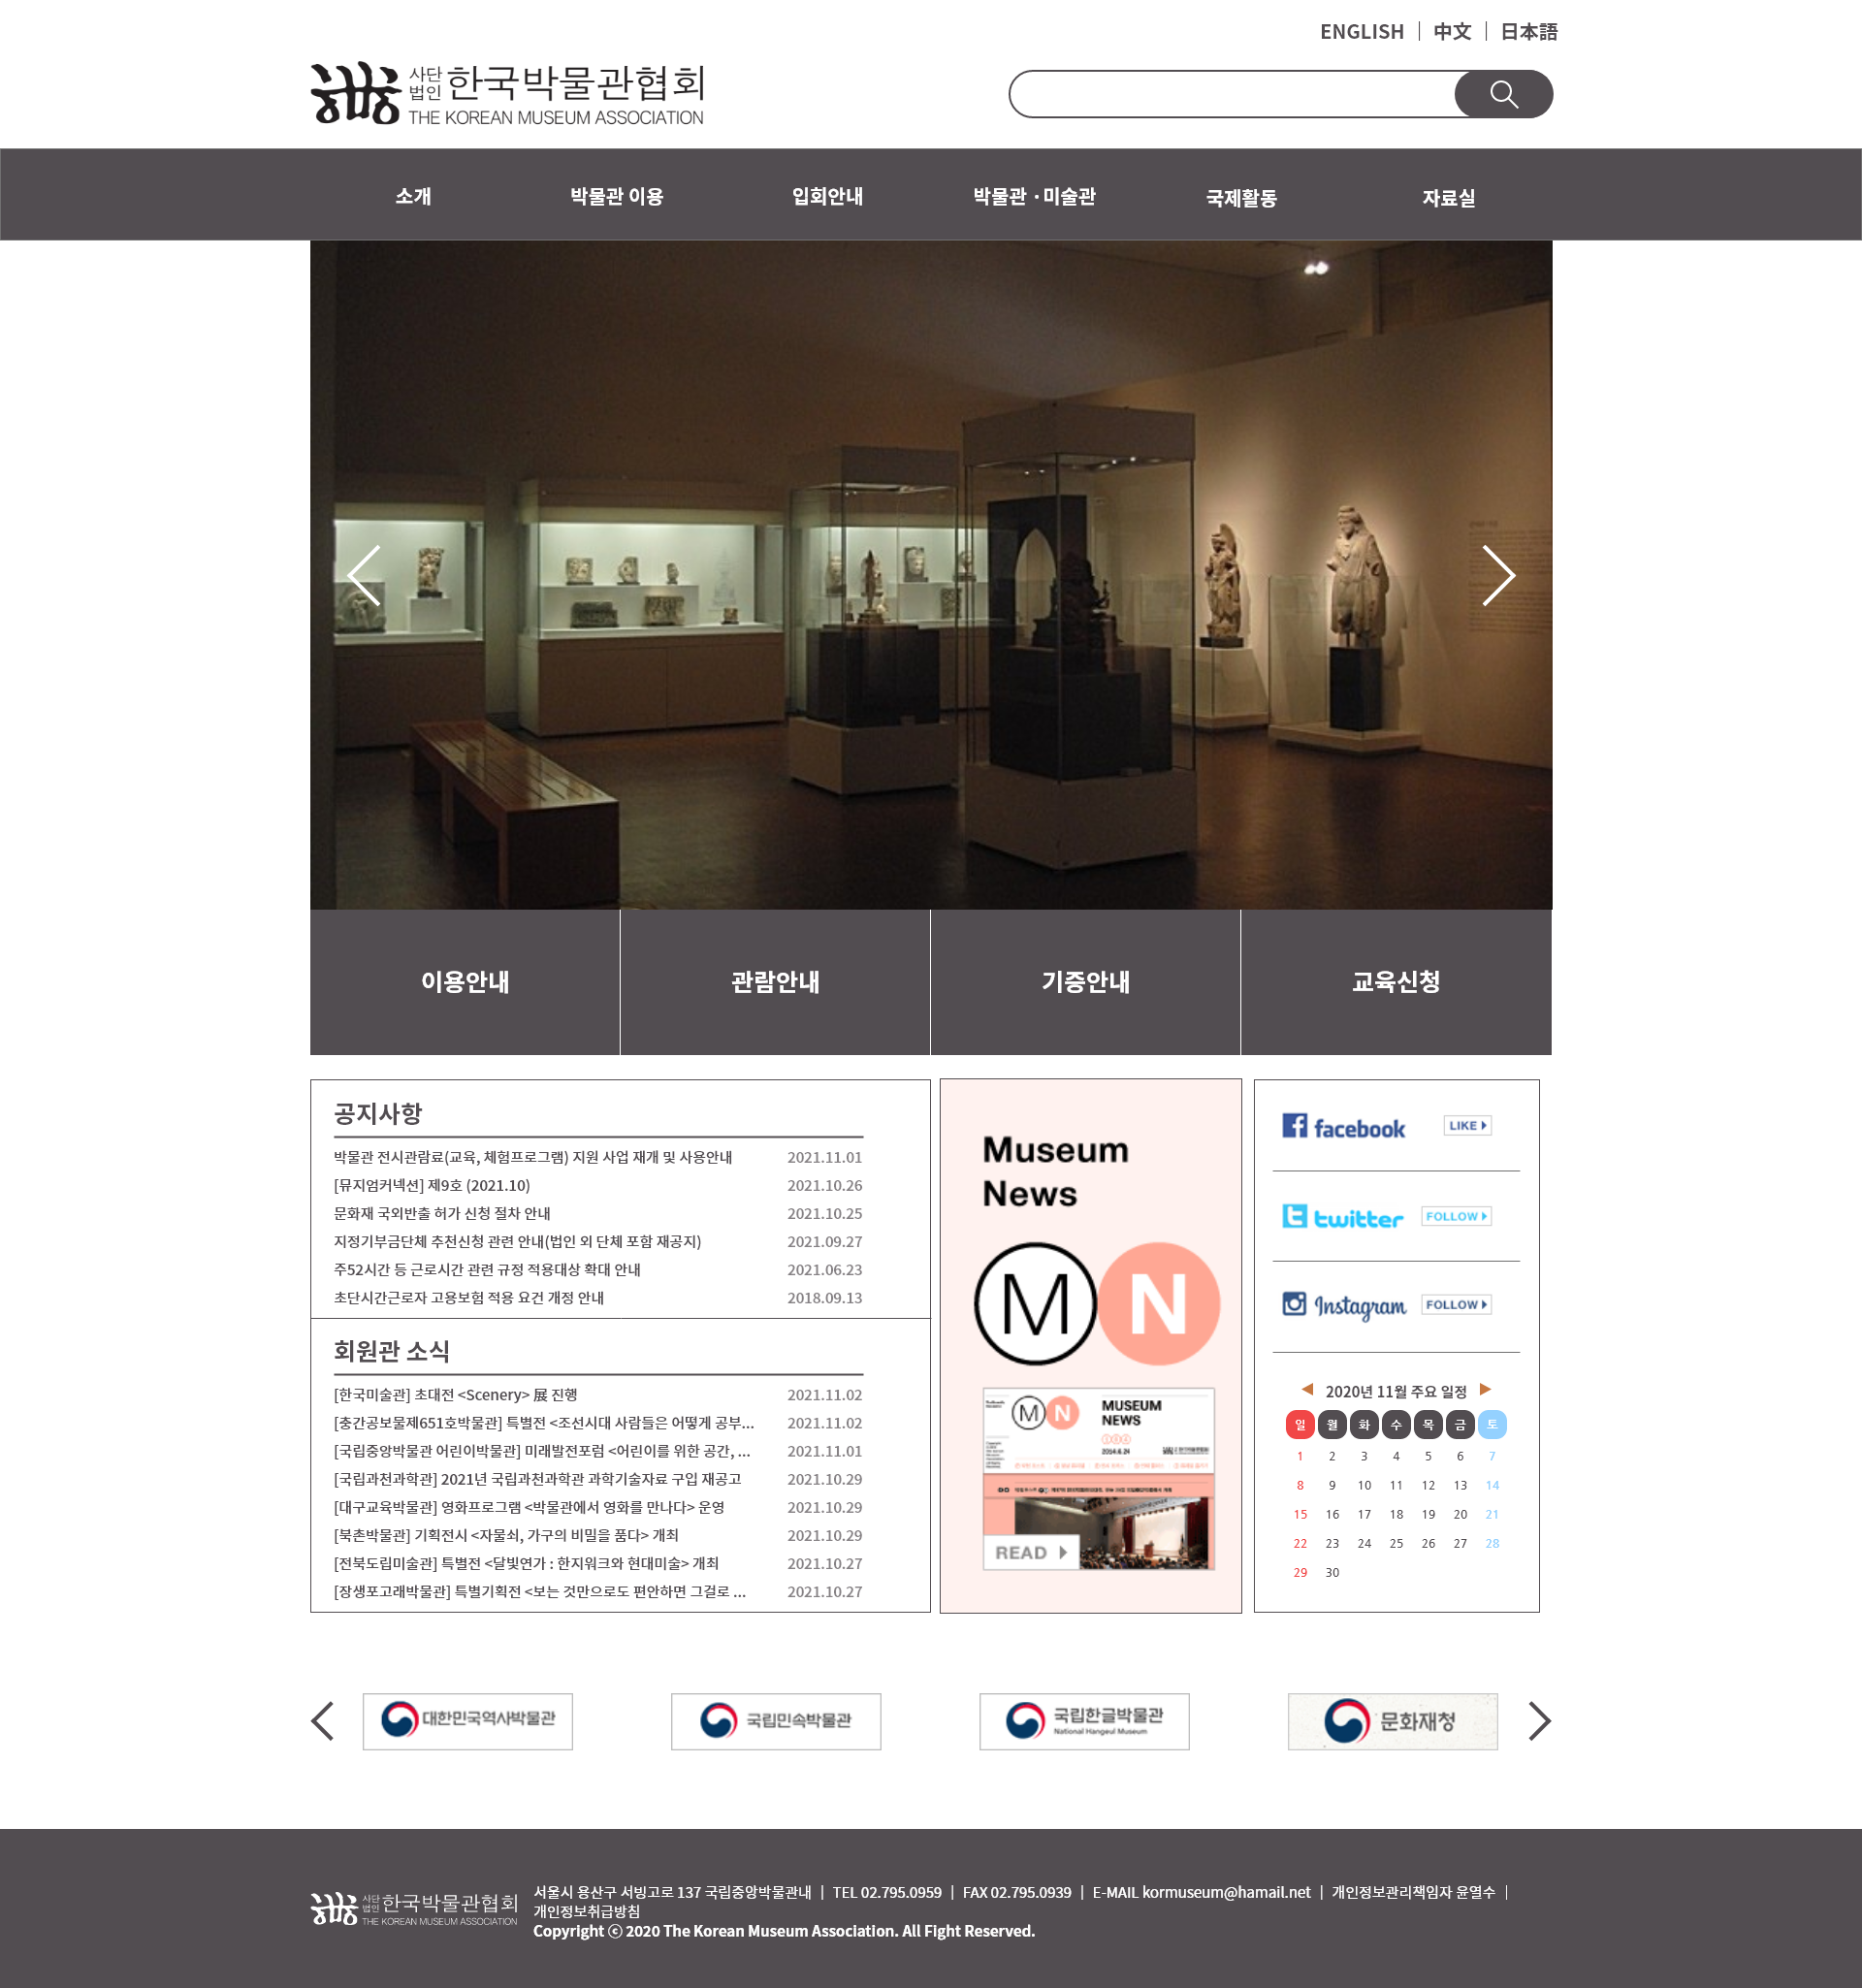 ENGLISH | 中文 | 日本語
사단법인 한국박물관협회
THE KOREAN MUSEUM ASSOCIATION
소개 박물관 이용 입회안내 박물관 ·미술관 국제활동 자료실
이용안내 관람안내 기증안내 교육신청
공지사항
박물관 전시관람료(교육, 체험프로그램) 지원 사업 재개 및 사용안내 2021.11.01
[뮤지엄커넥션] 제9호 (2021.10) 2021.10.26
문화재 국외반출 허가 신청 절차 안내 2021.10.25
지정기부금단체 추천신청 관련 안내(법인 외 단체 포함 재공지) 2021.09.27
주52시간 등 근로시간 관련 규정 적용대상 확대 안내 2021.06.23
초단시간근로자 고용보험 적용 요건 개정 안내 2018.09.13
회원관 소식
[한국미술관] 초대전 <Scenery> 展 진행 2021.11.02
[충간공보물제651호박물관] 특별전 <조선시대 사람들은 어떻게 공부... 2021.11.02
[국립중앙박물관 어린이박물관] 미래발전포럼 <어린이를 위한 공간, ... 2021.11.01
[국립과천과학관] 2021년 국립과천과학관 과학기술자료 구입 재공고 2021.10.29
[대구교육박물관] 영화프로그램 <박물관에서 영화를 만나다> 운영 2021.10.29
[북촌박물관] 기획전시 <자물쇠, 가구의 비밀을 품다> 개최 2021.10.29
[전북도립미술관] 특별전 <달빛연가 : 한지워크와 현대미술> 개최 2021.10.27
[장생포고래박물관] 특별기획전 <보는 것만으로도 편안하면 그걸로 ... 2021.10.27
Museum
News
M N
M N
MUSEUM
NEWS
2014.6.24
READ
facebook LIKE
twitter FOLLOW
Instagram FOLLOW
2020년 11월 주요 일정
일 월 화 수 목 금 토
1 2 3 4 5 6 7
8 9 10 11 12 13 14
15 16 17 18 19 20 21
22 23 24 25 26 27 28
29 30
대한민국역사박물관
국립민속박물관
국립한글박물관
National Hangeul Museum
문화재청
사단법인 한국박물관협회
THE KOREAN MUSEUM ASSOCIATION
서울시 용산구 서빙고로 137 국립중앙박물관내 | TEL 02.795.0959 | FAX 02.795.0939 | E-MAIL kormuseum@hamail.net | 개인정보관리책임자 윤열수 |
개인정보취급방침
Copyright ⓒ 2020 The Korean Museum Association. All Fight Reserved.